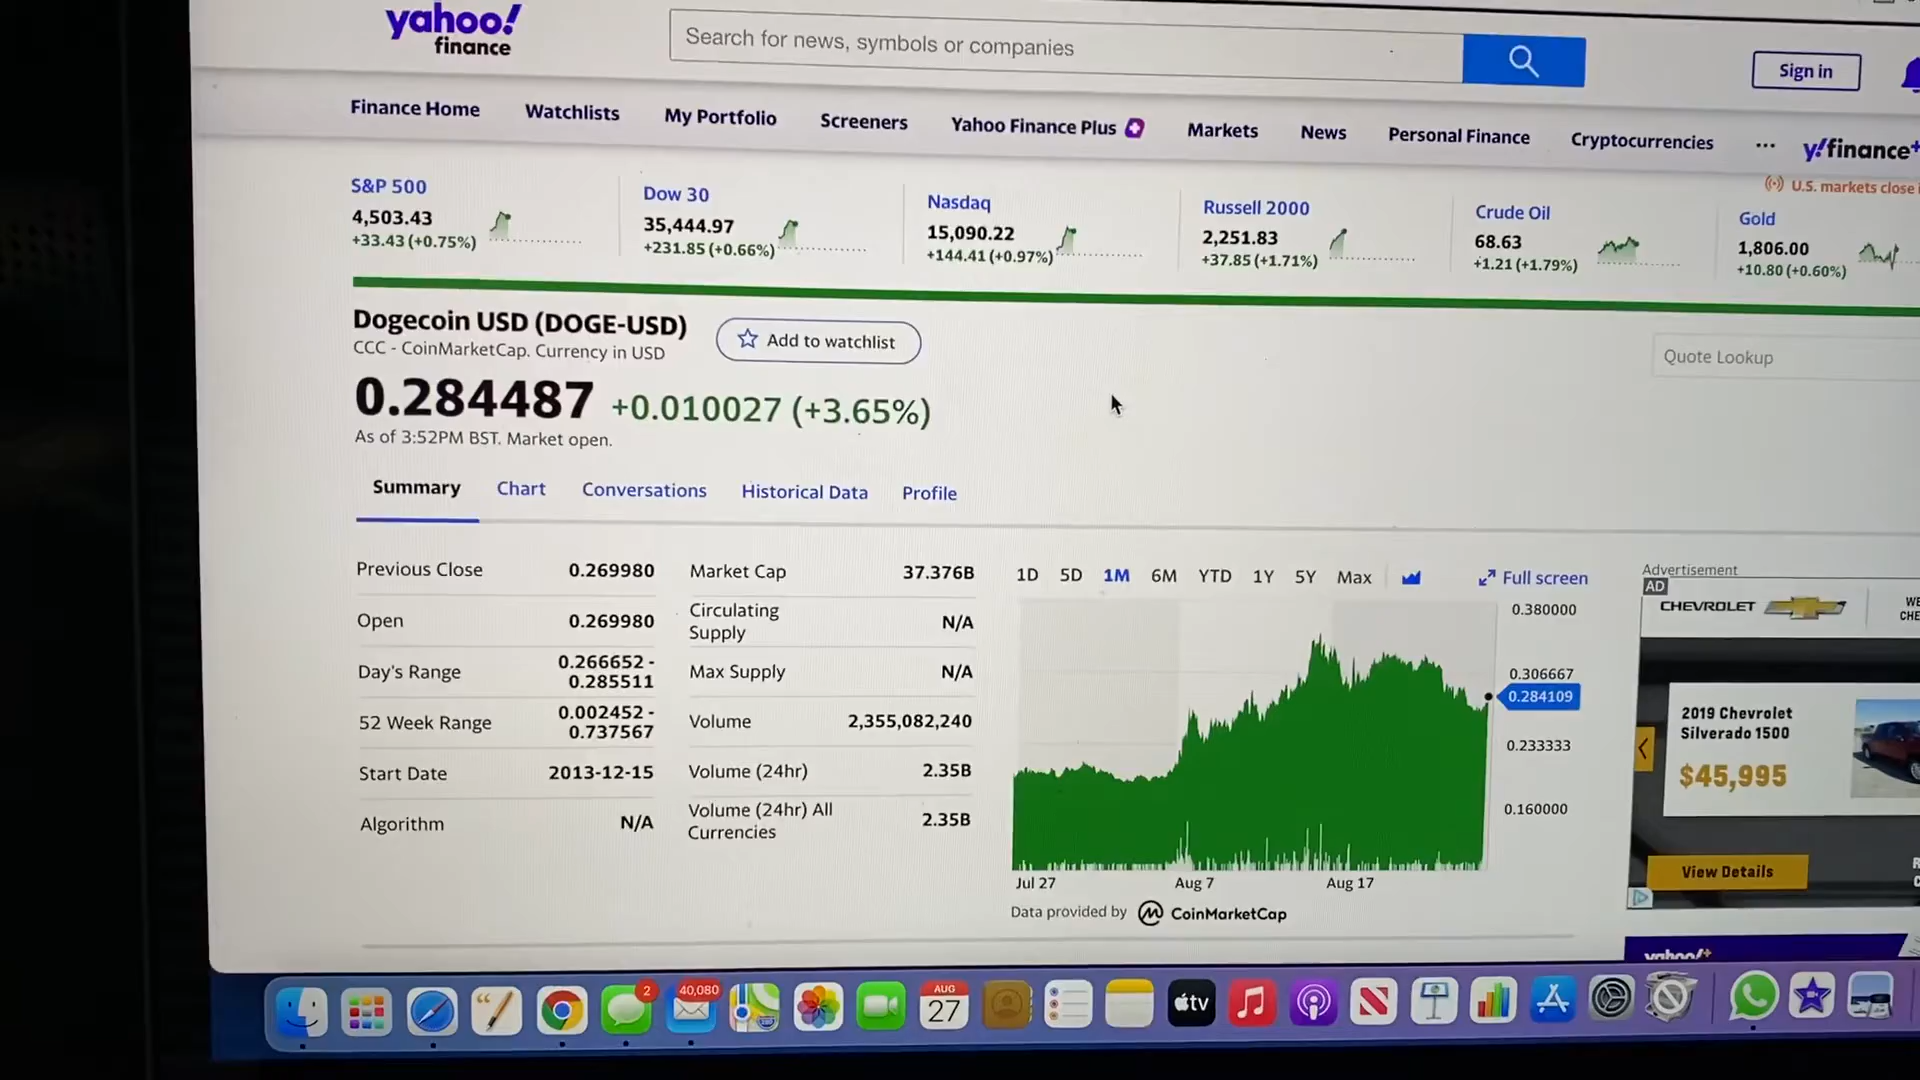 yahoo!
finance
Search for news, symbols or companies
Sign in
Finance Home Watchlists My Portfolio Screeners Yahoo Finance Plus Markets News Personal Finance Cryptocurrencies ... y!finance+
U.S. markets close
S&P 500
4,503.43
+33.43 (+0.75%)
Dow 30
35,444.97
+231.85 (+0.66%)
Nasdaq
15,090.22
+144.41 (+0.97%)
Russell 2000
2,251.83
+37.85 (+1.71%)
Crude Oil
68.63
+1.21 (+1.79%)
Gold
1,806.00
+10.80 (+0.60%)
Dogecoin USD (DOGE-USD)
CCC - CoinMarketCap. Currency in USD
Add to watchlist
Quote Lookup
0.284487 +0.010027 (+3.65%)
As of 3:52PM BST. Market open.
Summary Chart Conversations Historical Data Profile
Previous Close 0.269980
Open 0.269980
Day's Range 0.266652 -
0.285511
52 Week Range 0.002452 -
0.737567
Start Date 2013-12-15
Algorithm N/A
Market Cap 37.376B
Circulating
Supply N/A
Max Supply N/A
Volume 2,355,082,240
Volume (24hr) 2.35B
Volume (24hr) All
Currencies 2.35B
1D 5D 1M 6M YTD 1Y 5Y Max Full screen
0.380000
0.306667
0.284109
0.233333
0.160000
Jul 27 Aug 7 Aug 17
Data provided by CoinMarketCap
Advertisement
AD
CHEVROLET
2019 Chevrolet
Silverado 1500
$45,995
View Details
yahoo!+
2
40,080
AUG
27
tv